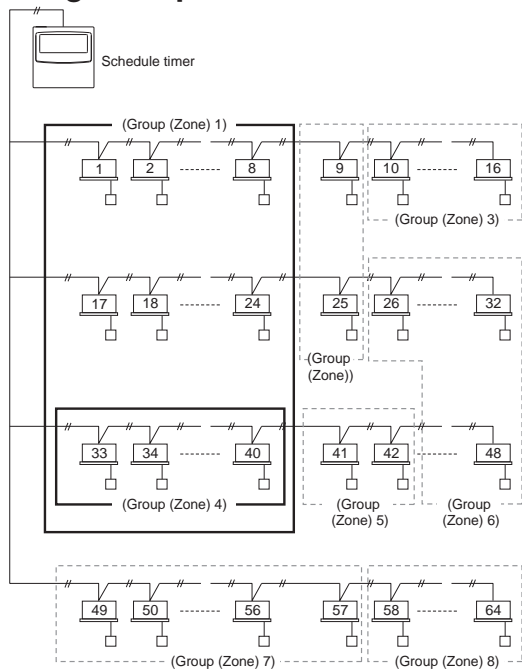 Schedule timer
(Group (Zone) 1)
1 2 8 9 10 16
(Group (Zone) 3)
17 18 24 25 26 32
(Group
(Zone))
33 34 40 41 42 48
(Group (Zone) 4)
(Group
(Zone) 5)
(Group
(Zone) 6)
49 50 56 57 58 64
(Group (Zone) 7)
(Group (Zone) 8)